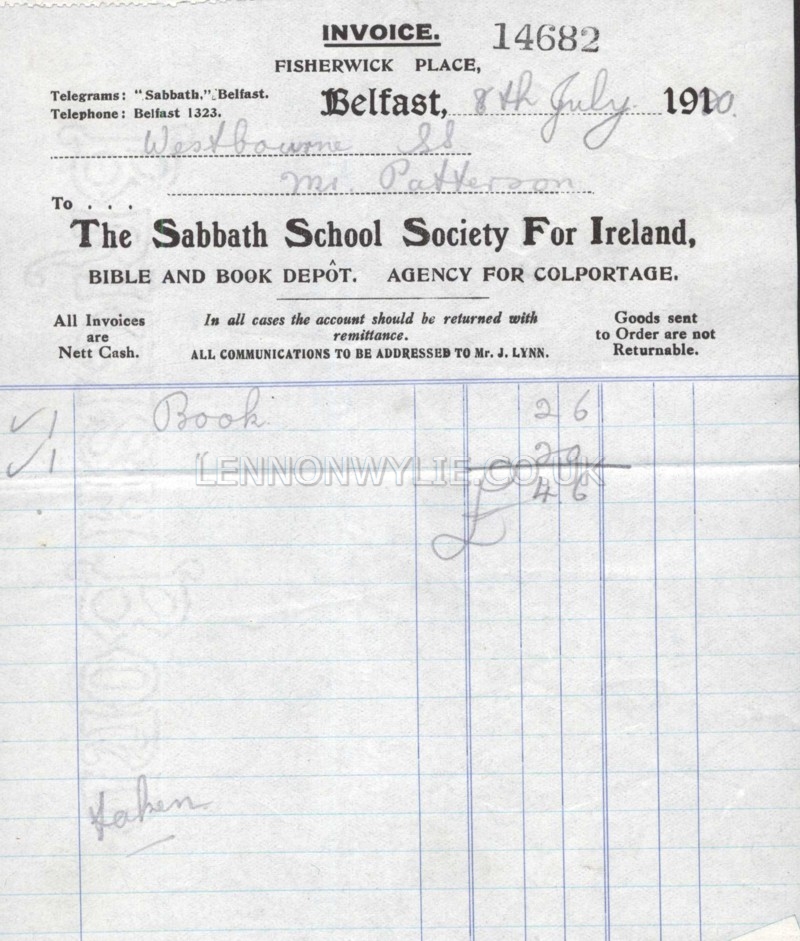 INVOICE. 14682
FISHERWICK PLACE,
Telegrams: "Sabbath," Belfast.
Telephone: Belfast 1323.
Belfast, 8th July 191
Westbourne SS
Mr. Patterson
To . . .
The Sabbath School Society For Ireland,
BIBLE AND BOOK DEPÔT. AGENCY FOR COLPORTAGE.
All Invoices are Nett Cash.
In all cases the account should be returned with remittance.
ALL COMMUNICATIONS TO BE ADDRESSED TO Mr. J. LYNN.
Goods sent to Order are not Returnable.
✓ 1 Book 2 6
✓ 1 " 2 0
£ 4 6
LENNONWYLIE.CO.UK
taken